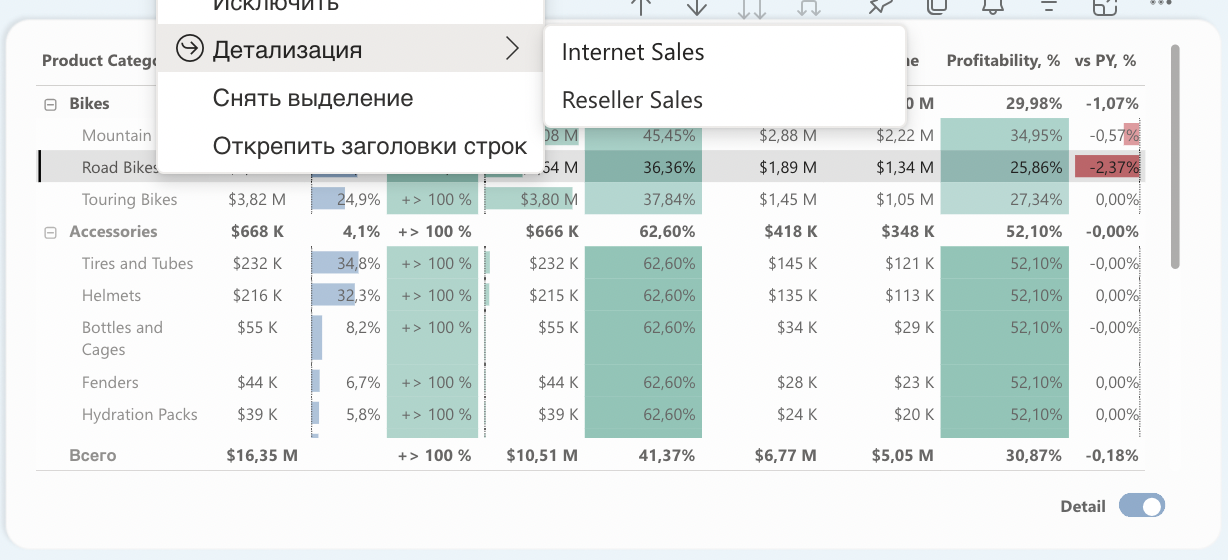 Исключить
Детализация
Internet Sales
Снять выделение
Reseller Sales
Открепить заголовки строк
Product Profitability, % vs PY, %
Bikes 29,98% -1,07%
Mountain 45,45% $2,88 M $2,22 M 34,95% -0,57%
Road Bikes 36,36% $1,89 M $1,34 M 25,86% -2,37%
Touring Bikes $3,82 M 24,9% +> 100 % $3,80 M 37,84% $1,45 M $1,05 M 27,34% 0,00%
Accessories $668 K 4,1% +> 100 % $666 K 62,60% $418 K $348 K 52,10% -0,00%
Tires and Tubes $232 K 34,8% +> 100 % $232 K 62,60% $145 K $121 K 52,10% -0,00%
Helmets $216 K 32,3% +> 100 % $215 K 62,60% $135 K $113 K 52,10% 0,00%
Bottles and $55 K 8,2% +> 100 % $55 K 62,60% $34 K $29 K 52,10% -0,00%
Cages
Fenders $44 K 6,7% +> 100 % $44 K 62,60% $28 K $23 K 52,10% 0,00%
Hydration Packs $39 K 5,8% +> 100 % $39 K 62,60% $24 K $20 K 52,10% 0,00%
Всего $16,35 M +> 100 % $10,51 M 41,37% $6,77 M $5,05 M 30,87% -0,18%
Detail